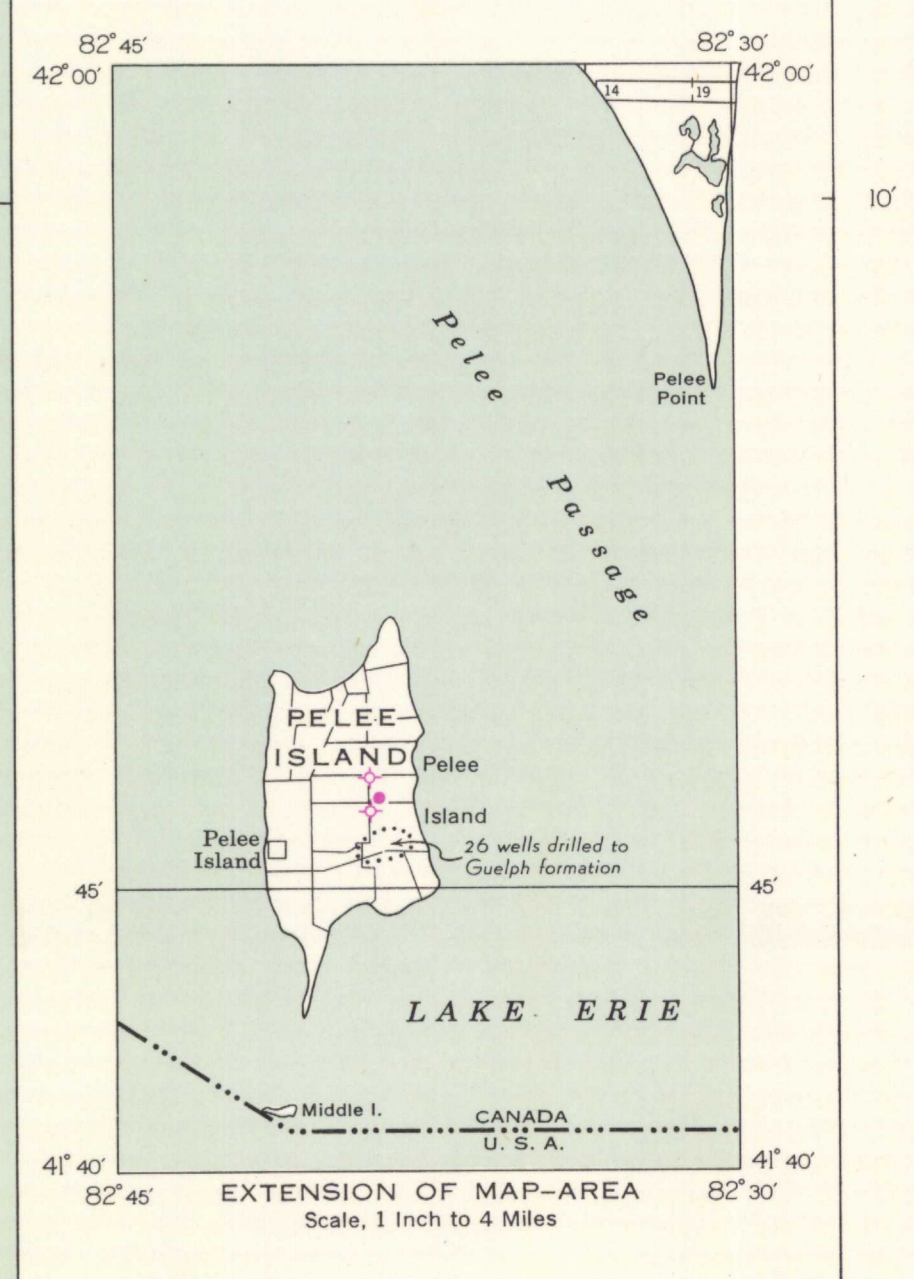 82° 45′
82° 30′
42° 00′
42° 00′
14
19
10′
Pelee
Pelee
Point
Passage
PELEE
ISLAND
Pelee
Island
Pelee
Island
26 wells drilled to
Guelph formation
45′
45′
LAKE ERIE
Middle I.
CANADA
U. S. A.
41° 40′
41° 40′
82° 45′
82° 30′
EXTENSION OF MAP-AREA
Scale, 1 Inch to 4 Miles